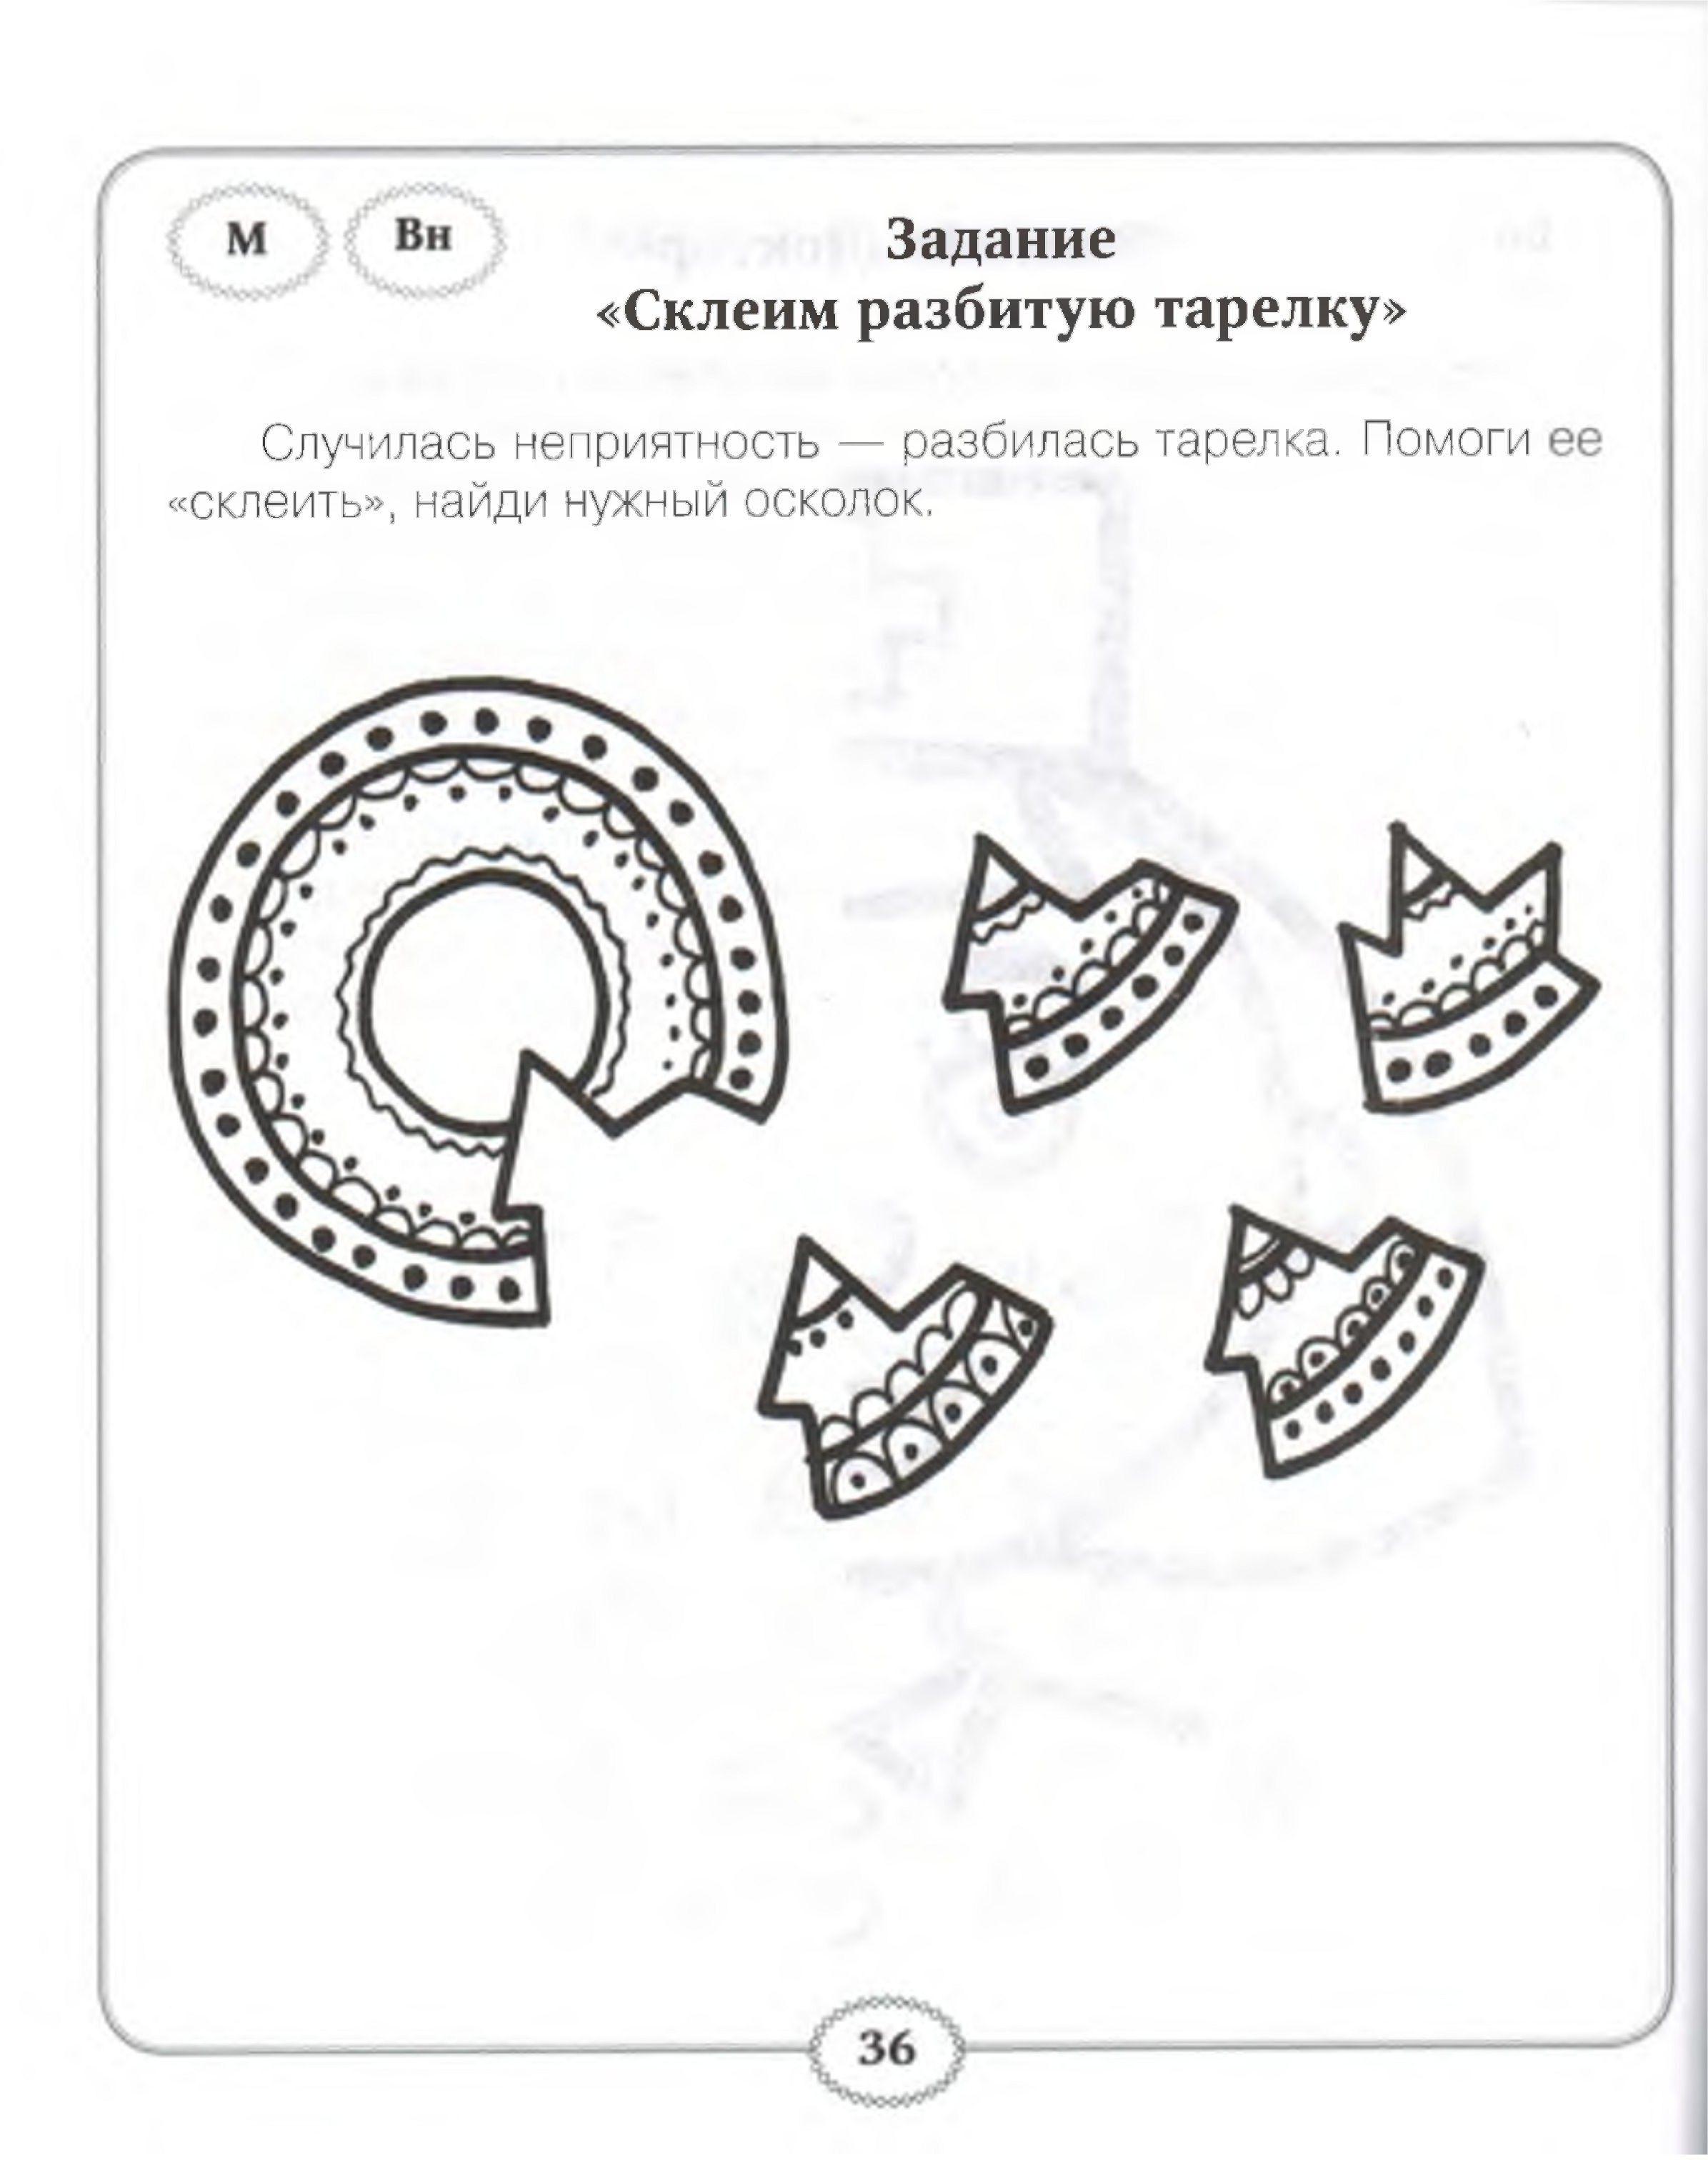 М
Вн
Задание
«Склеим разбитую тарелку»
Случилась неприятность — разбилась тарелка. Помоги ее
«склеить», найди нужный осколок.
36